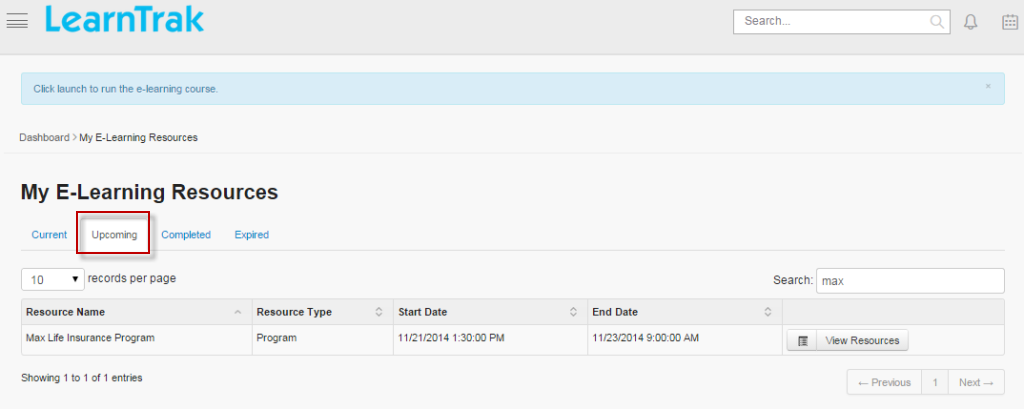 LearnTrak
Search...
Click launch to run the e-learning course.
×
Dashboard > My E-Learning Resources
My E-Learning Resources
Current Upcoming Completed Expired
10 records per page Search: max
Resource Name Resource Type Start Date End Date
Max Life Insurance Program Program 11/21/2014 1:30:00 PM 11/23/2014 9:00:00 AM View Resources
Showing 1 to 1 of 1 entries
← Previous 1 Next →